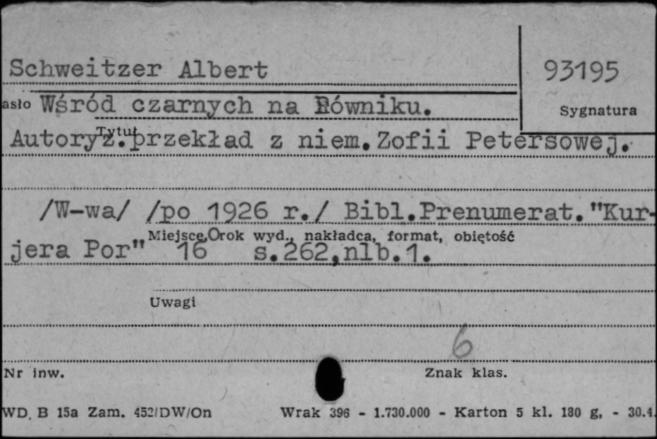 Schweitzer Albert
93195
asło Wśród czarnych na Równiku.
Sygnatura
Tytuł
Autoryz.przekład z niem.Zofii Petersowej.
/W-wa/ /po 1926 r./ Bibl.Prenumerat."Kur-
Miejsce, rok wyd., nakładca, format, obiętość
jera Por" 16 O s.262,nlb.1.
Uwagi
6
Nr inw.
Znak klas.
WD. B 15a Zam. 452/DW/On Wrak 396 - 1.730.000 - Karton 5 kl. 180 g, - 30.4.